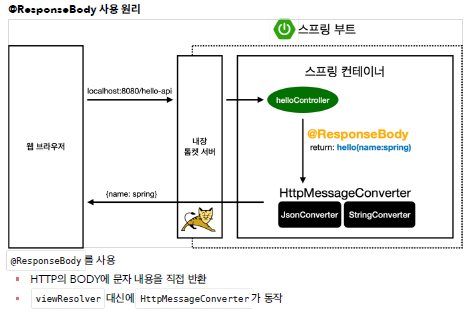 @ResponseBody 사용 원리
스프링 부트
스프링 컨테이너
localhost:8080/hello-api
helloController
웹 브라우저
내장
톰켓 서버
@ResponseBody
return: hello(name:spring)
{name: spring}
HttpMessageConverter
JsonConverter
StringConverter
@ResponseBody 를 사용
HTTP의 BODY에 문자 내용을 직접 반환
viewResolver 대신에 HttpMessageConverter 가 동작